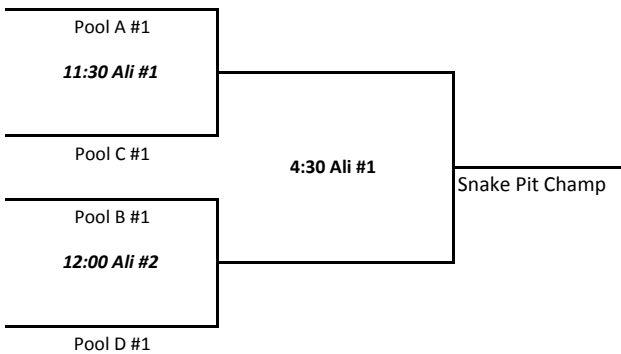 Pool A #1
11:30 Ali #1
Pool C #1
4:30 Ali #1
Snake Pit Champ
Pool B #1
12:00 Ali #2
Pool D #1